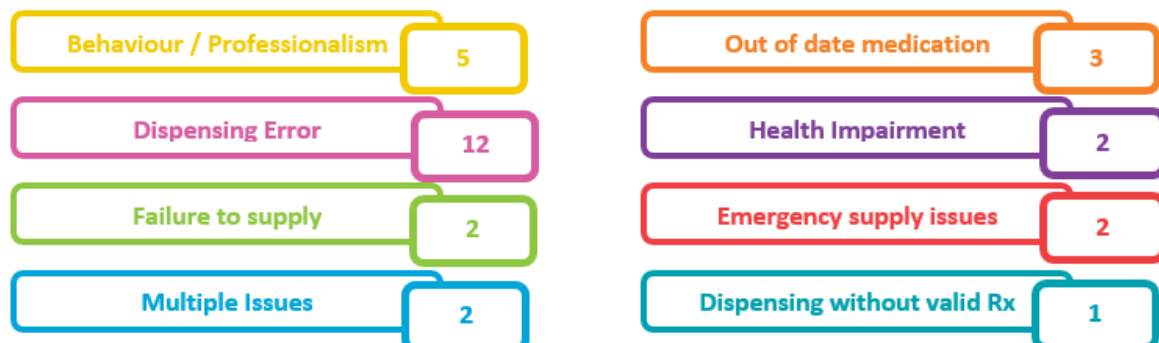 Behaviour / Professionalism 5
Out of date medication 3
Dispensing Error 12
Health Impairment 2
Failure to supply 2
Emergency supply issues 2
Multiple Issues 2
Dispensing without valid Rx 1